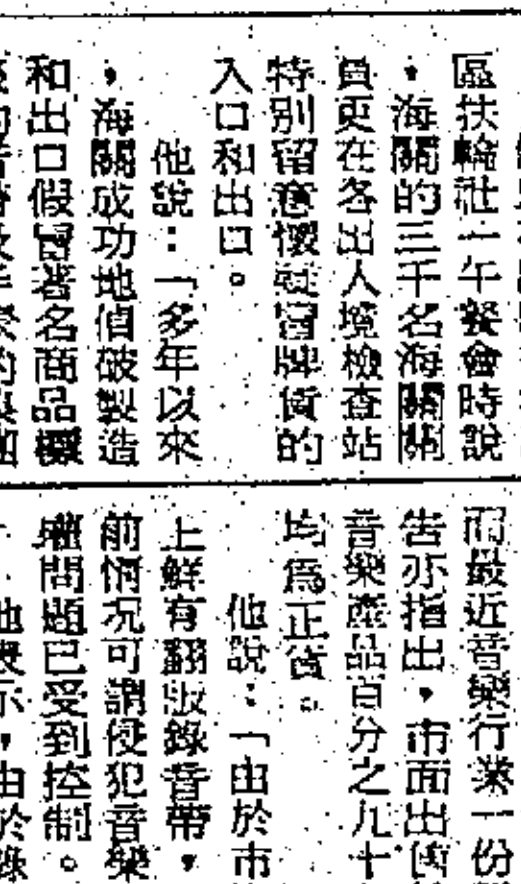 區扶輪社一午餐會時說
，海關的三千名海關關
員更在各出入境檢查站
特別留意懷疑冒牌貨的
入口和出口。
他說：「多年以來
，海關成功地偵破製造
和出口假冒著名商品標
而最近音樂行業一份
告亦指出，市面出售
音樂產品百分之九十
均爲正貨。
他說：「由於市
上鮮有翻版錄音帶，
前情况可謂侵犯音樂
權問題已受到控制。
他表示，由於錄